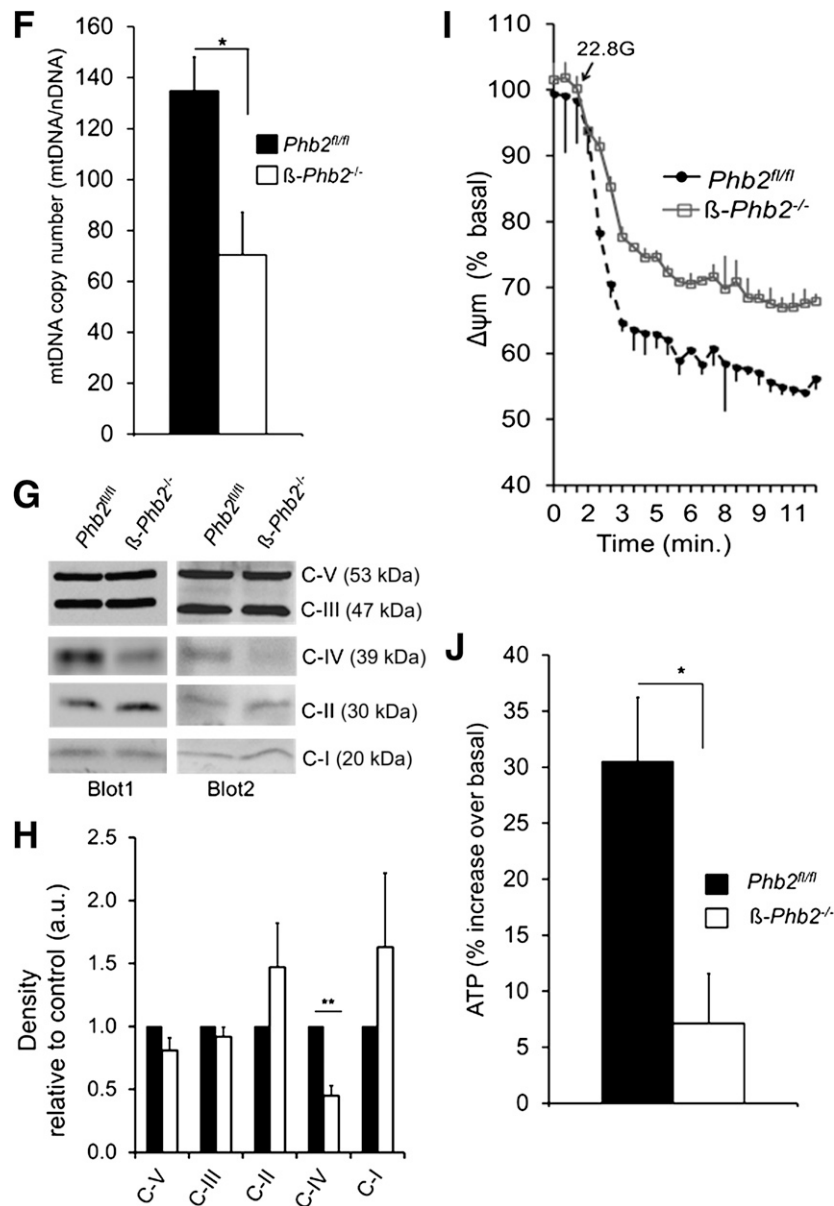 F
mtDNA copy number (mtDNA/nDNA)
160
140
120
100
80
60
40
20
0
*
Phb2fl/fl
ß-Phb2-/-
G
Phb2fl/fl
ß-Phb2-/-
Phb2fl/fl
ß-Phb2-/-
C-V (53 kDa)
C-III (47 kDa)
C-IV (39 kDa)
C-II (30 kDa)
C-I (20 kDa)
Blot1
Blot2
H
Density
relative to control (a.u.)
2.5
2.0
1.5
1.0
0.5
0.0
**
C-V
C-III
C-II
C-IV
C-I
I
Δψm (% basal)
110
100
90
80
70
60
50
40
22.8G
Phb2fl/fl
ß-Phb2-/-
0
2
3
5
6
8
9
11
Time (min.)
J
ATP (% increase over basal)
40
35
30
25
20
15
10
5
0
*
Phb2fl/fl
ß-Phb2-/-